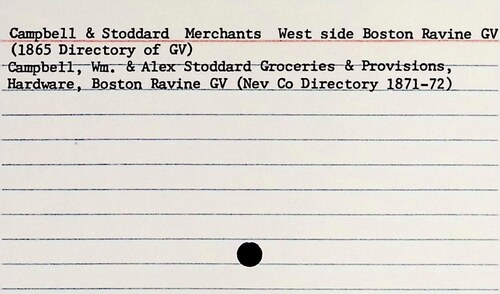 Campbell & Stoddard Merchants West side Boston Ravine GV
(1865 Directory of GV)
Campbell, Wm. & Alex Stoddard Groceries & Provisions,
Hardware, Boston Ravine GV (Nev Co Directory 1871-72)